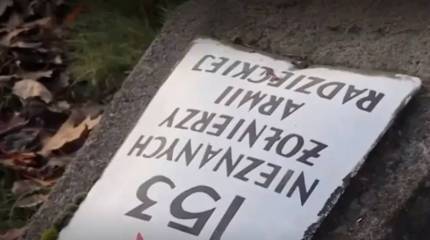 153
NIEZNANYCH
ŻOŁNIERZY
ARMII
RADZIECKIEJ